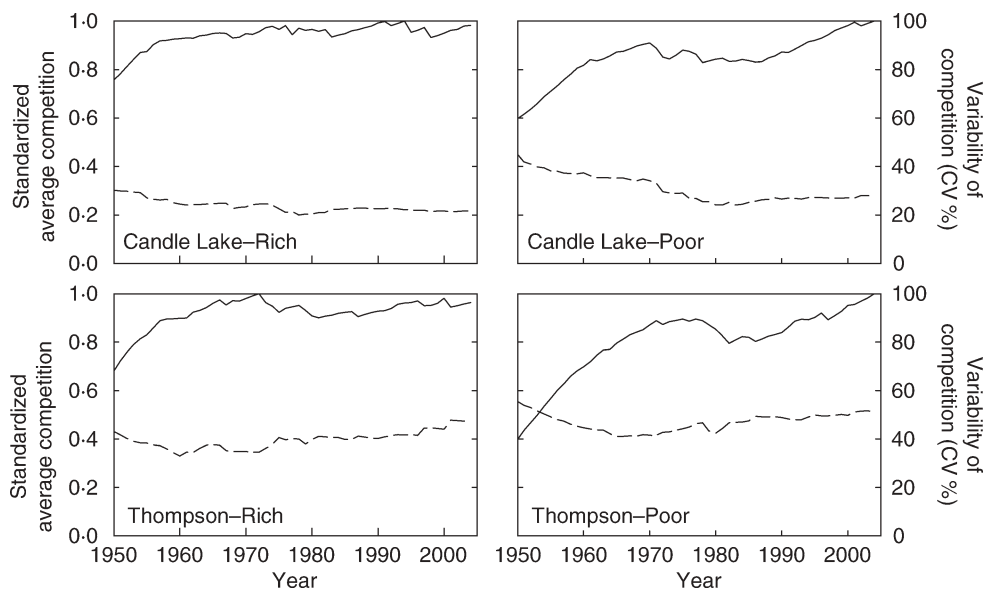 Standardized
average competition
1·0
0·8
0·6
0·4
0·2
0·0
Candle Lake–Rich
Candle Lake–Poor
100
80
60
40
20
0
Variability of
competition (CV %)
Standardized
average competition
1·0
0·8
0·6
0·4
0·2
0·0
Thompson–Rich
Thompson–Poor
100
80
60
40
20
0
Variability of
competition (CV %)
1950 1960 1970 1980 1990 2000
1950 1960 1970 1980 1990 2000
Year
Year